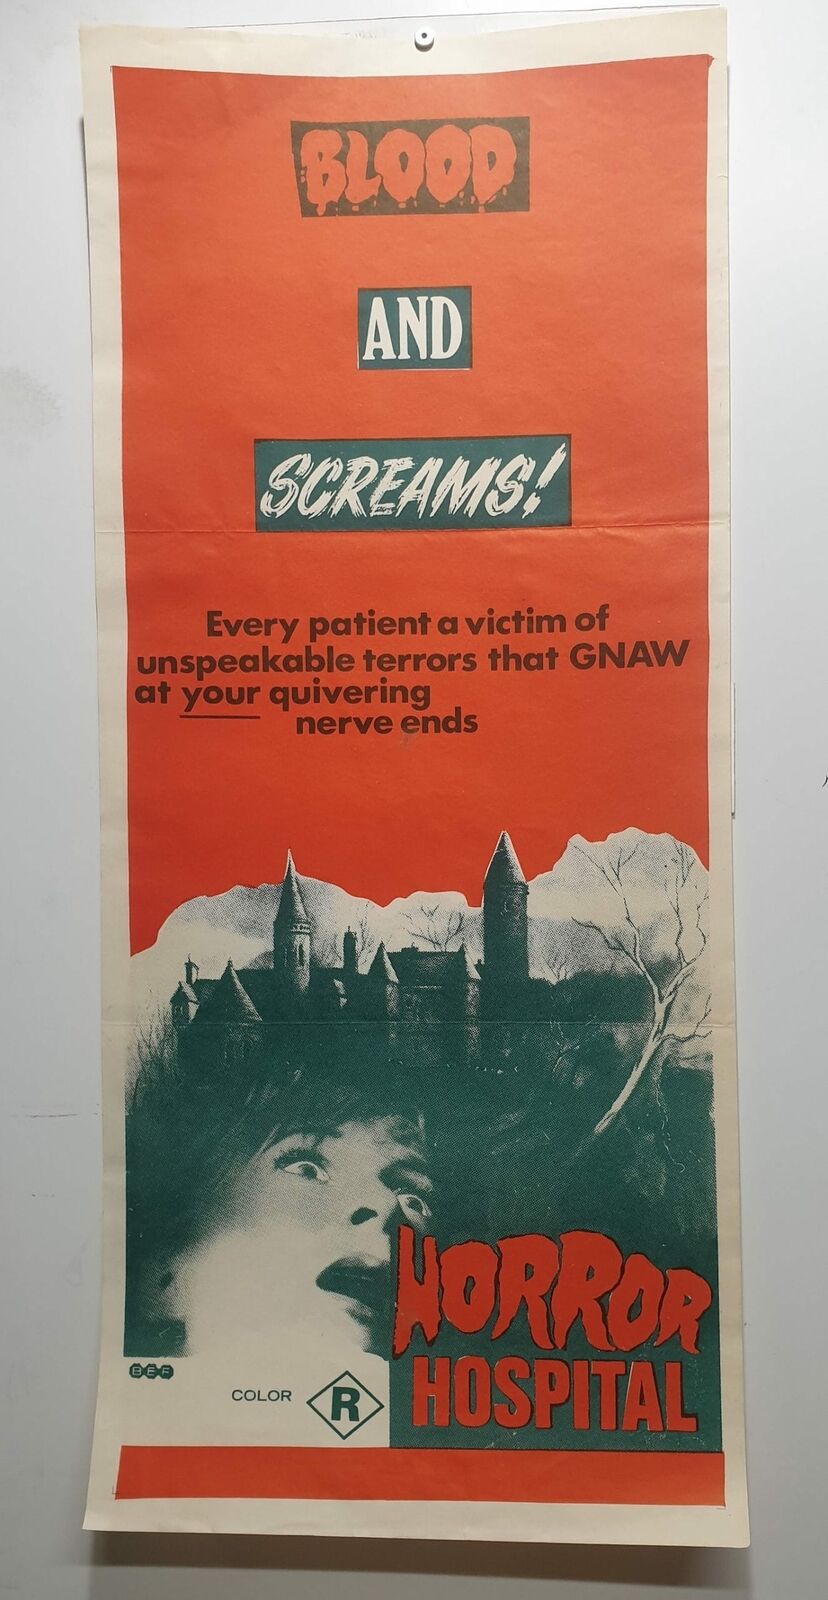 BLOOD
AND
SCREAMS!
Every patient a victim of
unspeakable terrors that GNAW
at your quivering
nerve ends
HORROR
HOSPITAL
BEF
COLOR R